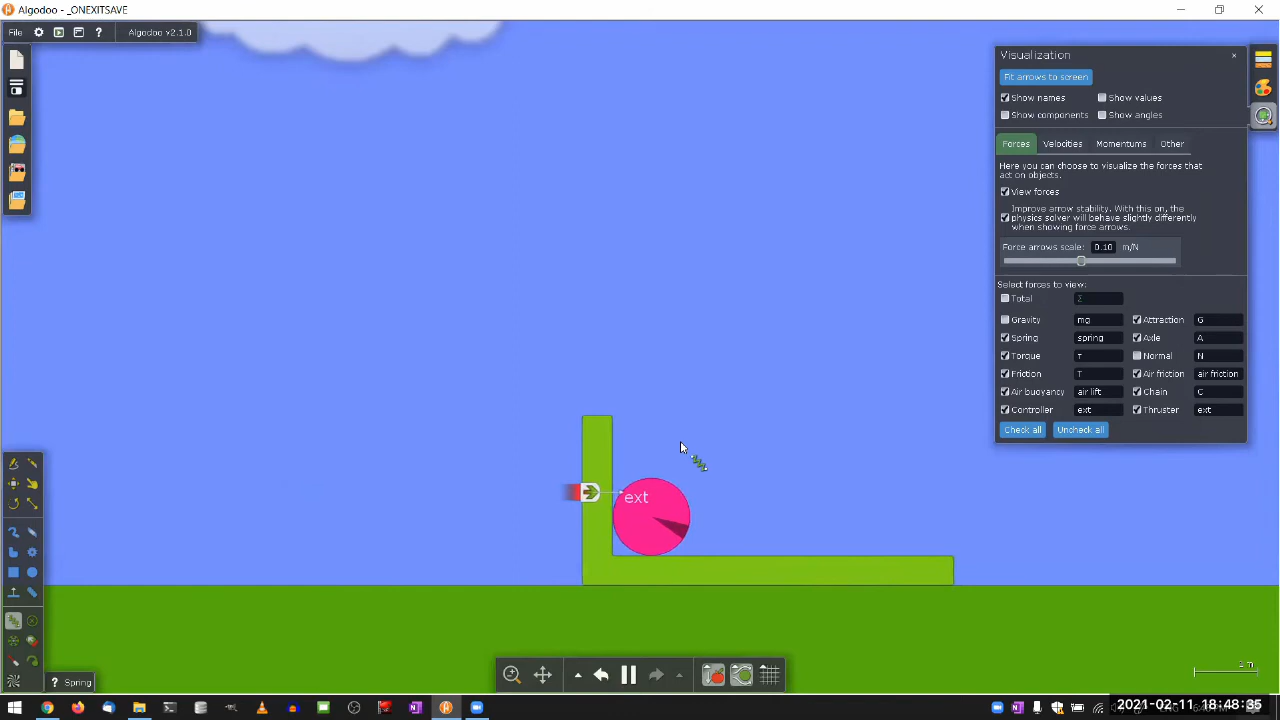 Algodoo - _ONEXITSAVE
File
?
Algodoo v2.1.0
Visualization
Fit arrows to screen
Show names
Show values
Show components
Show angles
Forces
Velocities
Momentums
Other
Here you can choose to visualize the forces that
act on objects.
View forces
Improve arrow stability. With this on, the
physics solver will behave slightly differently
when showing force arrows.
Force arrows scale: 0.10 m/N
Select forces to view:
Total Σ
Gravity mg Attraction G
Spring spring Axle A
Torque τ Normal N
Friction T Air friction air friction
Air buoyancy air lift Chain C
Controller ext Thruster ext
Check all
Uncheck all
ext
? Spring
1 m
2021-02-11 18:48:35